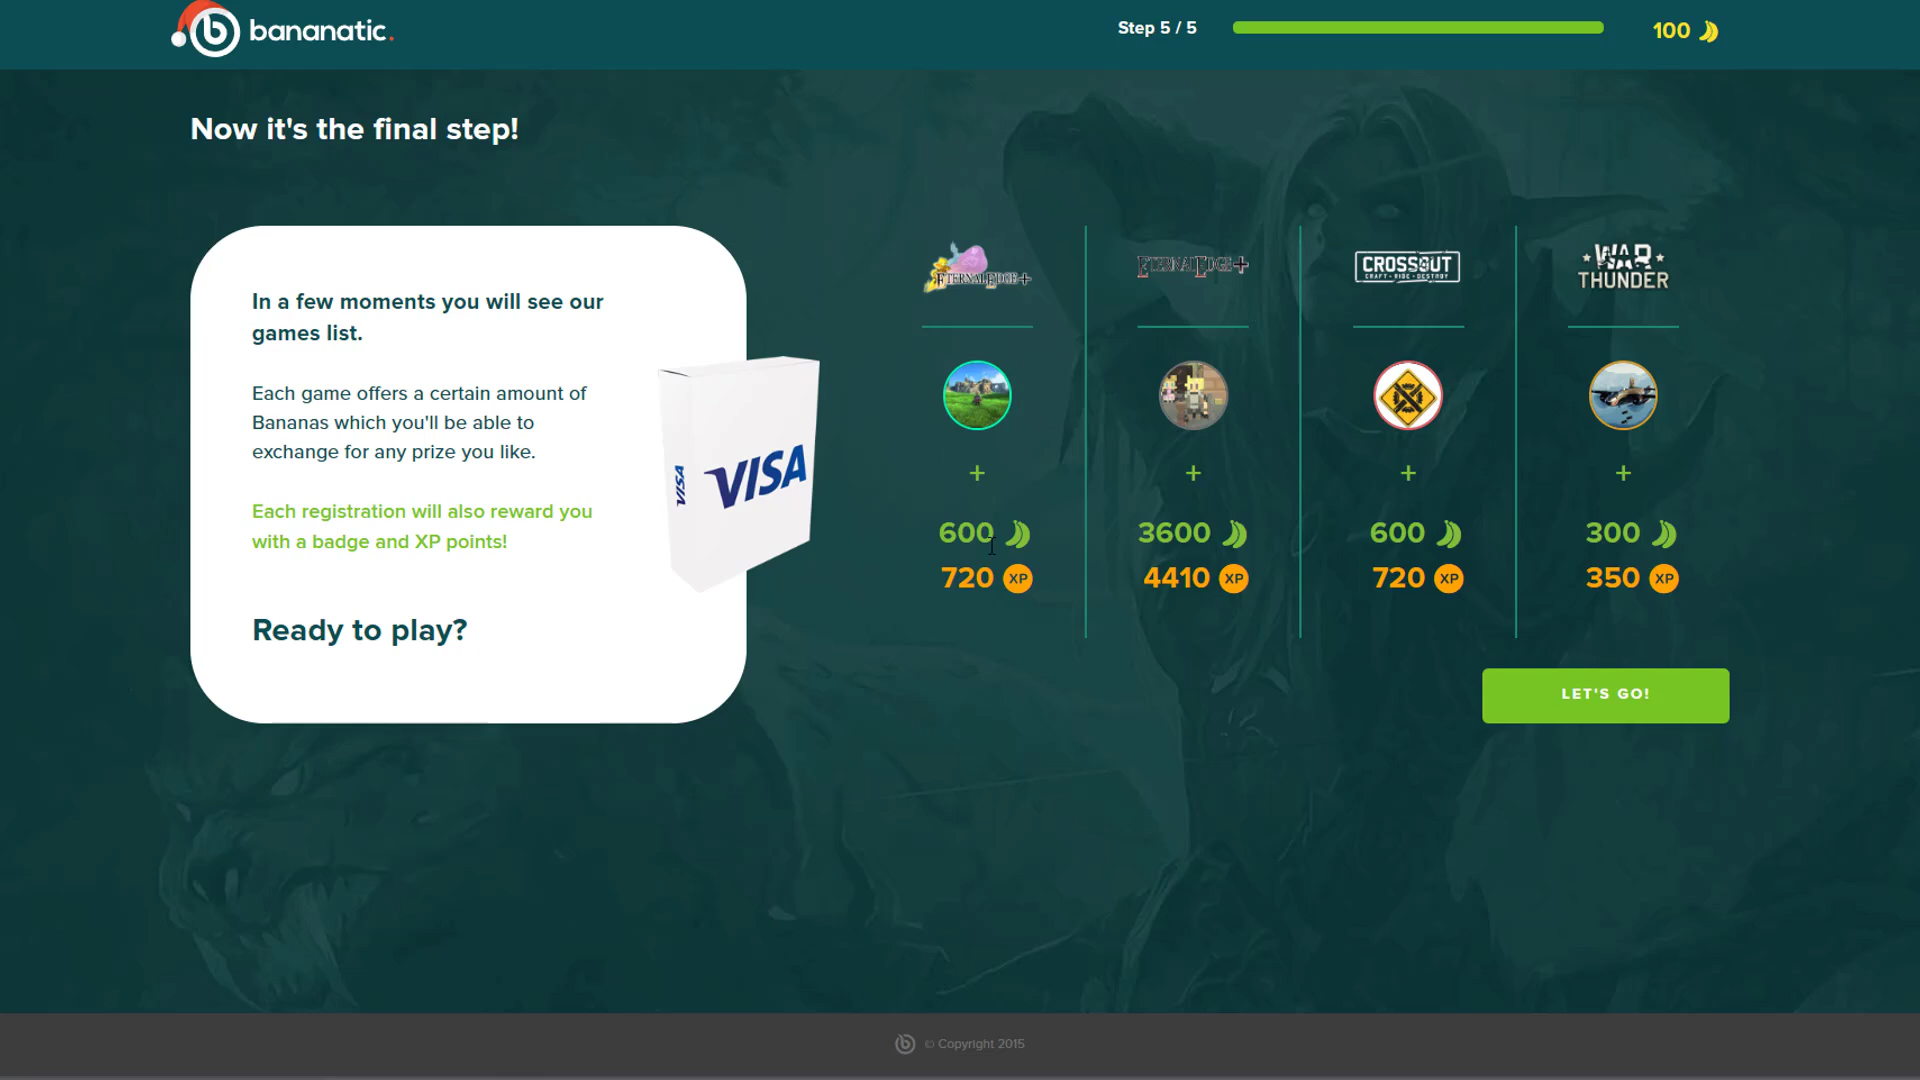 bananatic.
Step 5 / 5
100
Now it's the final step!
In a few moments you will see our
games list.
Each game offers a certain amount of
Bananas which you'll be able to
exchange for any prize you like.
Each registration will also reward you
with a badge and XP points!
Ready to play?
VISA
VISA
ETERNAL EDGE+
ETERNAL EDGE+
CROSSOUT
CRAFT • RIDE • DESTROY
WAR
THUNDER
+
+
+
+
600
3600
600
300
720 XP
4410 XP
720 XP
350 XP
LET'S GO!
© Copyright 2015